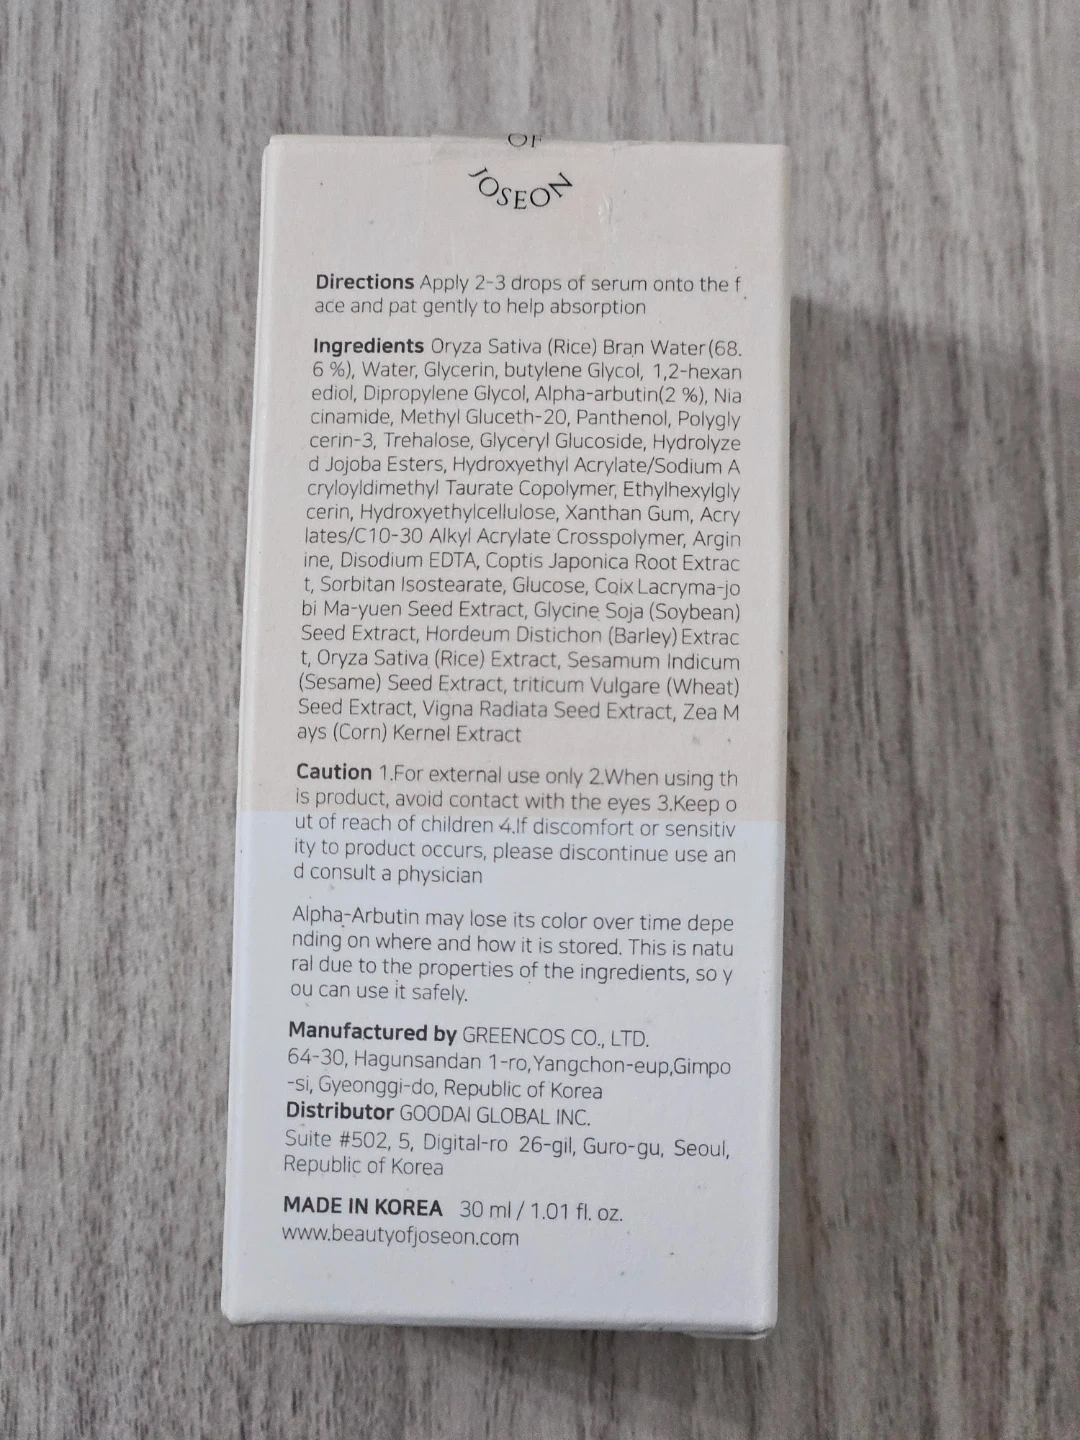 OF
JOSEON
Directions Apply 2-3 drops of serum onto the f
ace and pat gently to help absorption
Ingredients Oryza Sativa (Rice) Bran Water(68.
6 %), Water, Glycerin, butylene Glycol, 1,2-hexan
ediol, Dipropylene Glycol, Alpha-arbutin(2 %), Nia
cinamide, Methyl Gluceth-20, Panthenol, Polygly
cerin-3, Trehalose, Glyceryl Glucoside, Hydrolyze
d Jojoba Esters, Hydroxyethyl Acrylate/Sodium A
cryloyldimethyl Taurate Copolymer, Ethylhexylgly
cerin, Hydroxyethylcellulose, Xanthan Gum, Acry
lates/C10-30 Alkyl Acrylate Crosspolymer, Argin
ine, Disodium EDTA, Coptis Japonica Root Extrac
t, Sorbitan Isostearate, Glucose, Coix Lacryma-jo
bi Ma-yuen Seed Extract, Glycine Soja (Soybean)
Seed Extract, Hordeum Distichon (Barley) Extrac
t, Oryza Sativa (Rice) Extract, Sesamum Indicum
(Sesame) Seed Extract, triticum Vulgare (Wheat)
Seed Extract, Vigna Radiata Seed Extract, Zea M
ays (Corn) Kernel Extract
Caution 1.For external use only 2.When using th
is product, avoid contact with the eyes 3.Keep o
ut of reach of children 4.If discomfort or sensitiv
ity to product occurs, please discontinue use an
d consult a physician
Alpha-Arbutin may lose its color over time depe
nding on where and how it is stored. This is natu
ral due to the properties of the ingredients, so y
ou can use it safely.
Manufactured by GREENCOS CO., LTD.
64-30, Hagunsandan 1-ro,Yangchon-eup,Gimpo
-si, Gyeonggi-do, Republic of Korea
Distributor GOODAI GLOBAL INC.
Suite #502, 5, Digital-ro 26-gil, Guro-gu, Seoul,
Republic of Korea
MADE IN KOREA 30 ml / 1.01 fl. oz.
www.beautyofjoseon.com